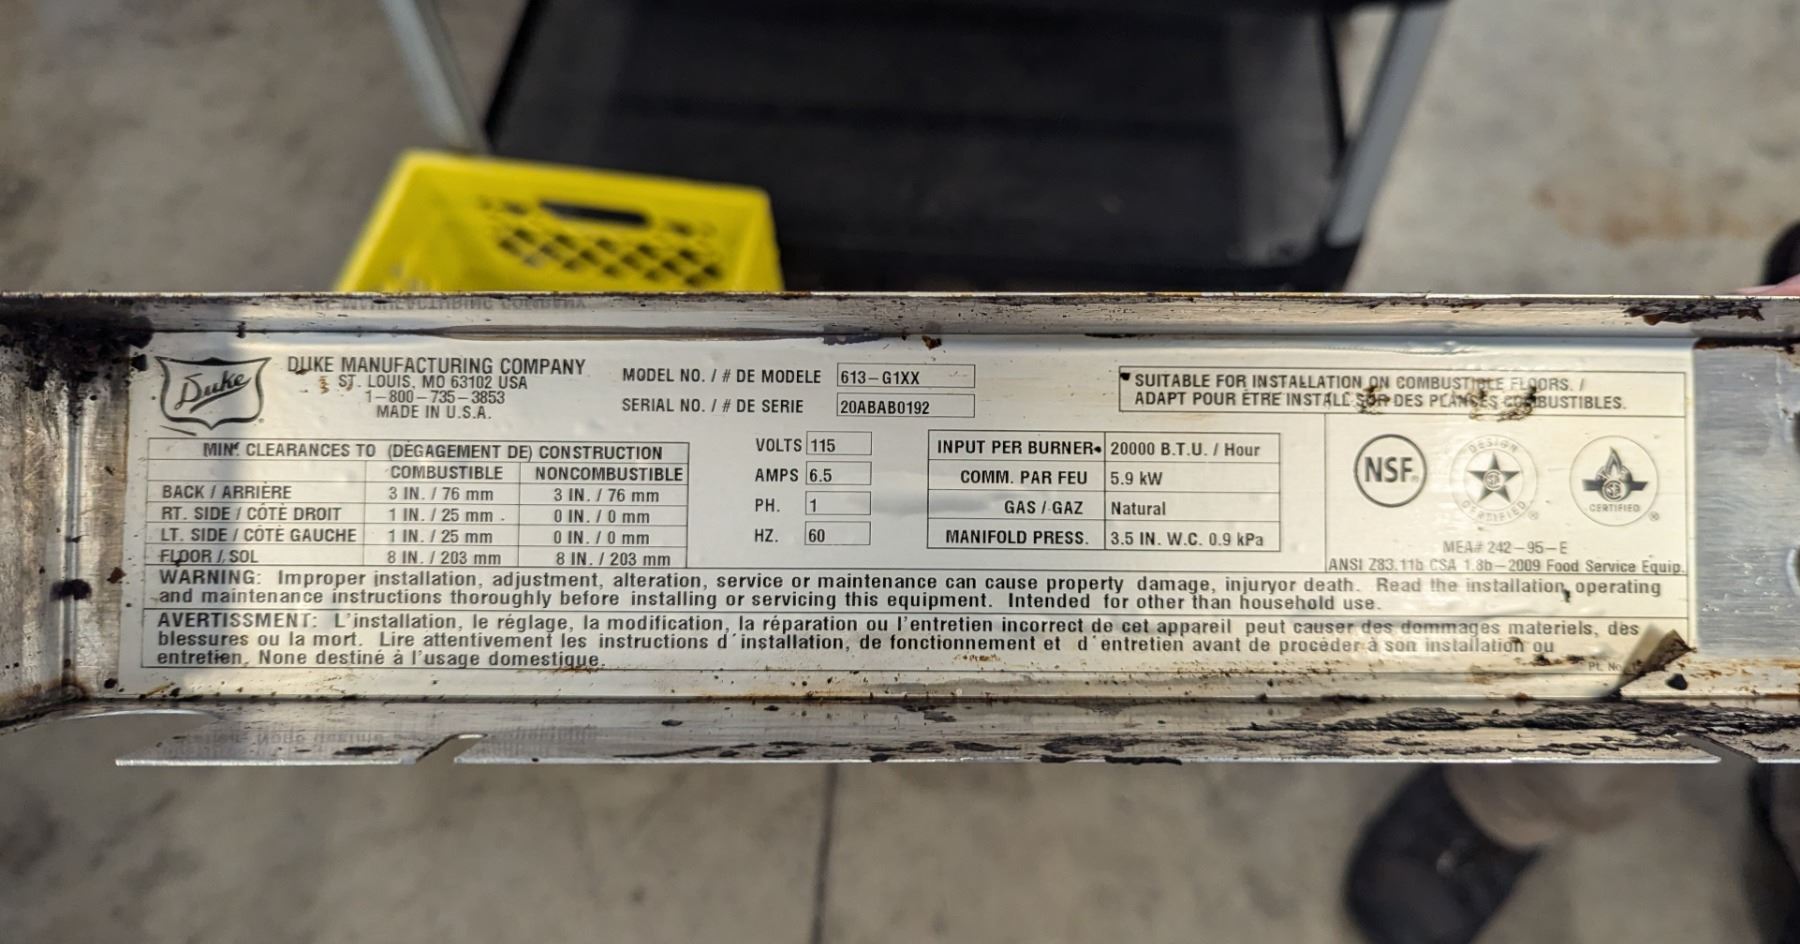 Duke
DUKE MANUFACTURING COMPANY
ST. LOUIS, MO 63102 USA
1-800-735-3853
MADE IN U.S.A.
MODEL NO. / # DE MODELE 613-G1XX
SERIAL NO. / # DE SERIE 20ABAB0192
SUITABLE FOR INSTALLATION ON COMBUSTIBLE FLOORS. /
ADAPT POUR ÊTRE INSTALL SUR DES PLANCES COMBUSTIBLES.
MIN. CLEARANCES TO (DÉGAGEMENT DE) CONSTRUCTION
COMBUSTIBLE NONCOMBUSTIBLE
BACK / ARRIÈRE 3 IN. / 76 mm 3 IN. / 76 mm
RT. SIDE / CÔTÉ DROIT 1 IN. / 25 mm 0 IN. / 0 mm
LT. SIDE / CÔTÉ GAUCHE 1 IN. / 25 mm 0 IN. / 0 mm
FLOOR / SOL 8 IN. / 203 mm 8 IN. / 203 mm
VOLTS 115
AMPS 6.5
PH. 1
HZ. 60
INPUT PER BURNER 20000 B.T.U. / Hour
COMM. PAR FEU 5.9 kW
GAS / GAZ Natural
MANIFOLD PRESS. 3.5 IN. W.C. 0.9 kPa
NSF®
DESIGN
CERTIFIED
CERTIFIED
MEA# 242-95-E
ANSI Z83.11b CSA 1.8b-2009 Food Service Equip.
WARNING: Improper installation, adjustment, alteration, service or maintenance can cause property damage, injuryor death. Read the installation, operating
and maintenance instructions thoroughly before installing or servicing this equipment. Intended for other than household use.
AVERTISSMENT: L'installation, le réglage, la modification, la réparation ou l'entretien incorrect de cet appareil peut causer des dommages materiels, des
blessures ou la mort. Lire attentivement les instructions d'installation, de fonctionnement et d'entretien avant de procéder à son installation ou
entretien, None destiné à l'usage domestique.
Pt. No.